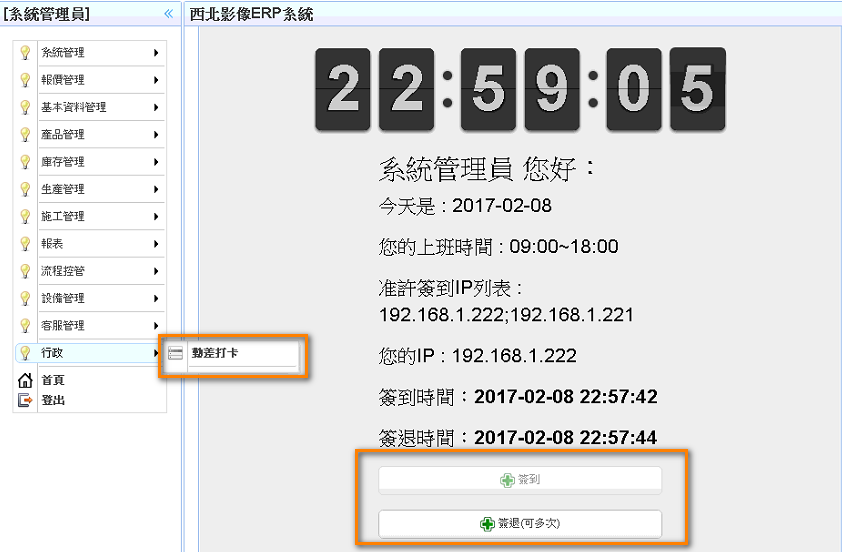 [系統管理員]
西北影像ERP系統
系統管理
報價管理
基本資料管理
產品管理
庫存管理
生產管理
施工管理
報表
流程控管
設備管理
客服管理
行政
勤差打卡
首頁
登出
22:59:05
系統管理員 您好：
今天是 : 2017-02-08
您的上班時間 : 09:00~18:00
准許簽到IP列表 :
192.168.1.222;192.168.1.221
您的IP : 192.168.1.222
簽到時間：2017-02-08 22:57:42
簽退時間：2017-02-08 22:57:44
簽到
簽退(可多次)